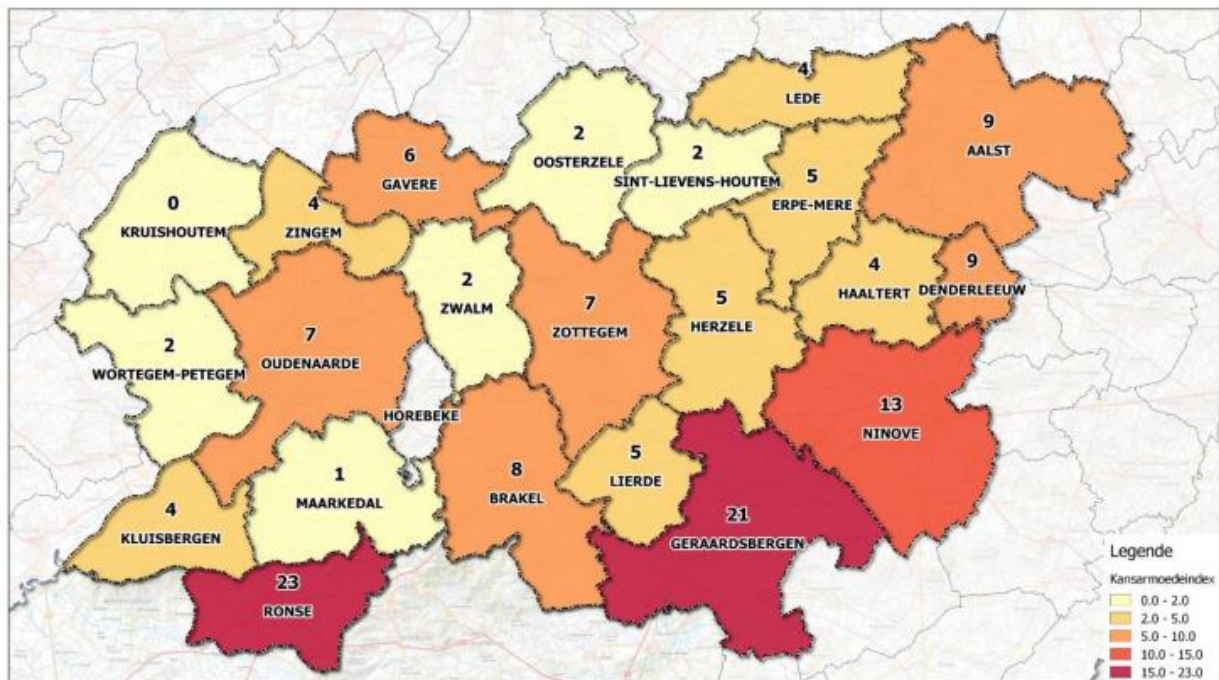 4
LEDE
9
AALST
2
OOSTERZELE
2
SINT-LIEVENS-HOUTEM
6
GAVERE
5
ERPE-MERE
0
KRUISHOUTEM
4
ZINGEM
4
HAALTERT
9
DENDERLEEUW
2
ZWALM
7
ZOTTEGEM
5
HERZELE
7
OUDENAARDE
2
WORTEGEM-PETEGEM
HOREBEKE
13
NINOVE
5
LIERDE
8
BRAKEL
1
MAARKEDAL
4
KLUISBERGEN
21
GERAARDSBERGEN
23
RONSE
Legende
Kansarmoedeindex
0.0 - 2.0
2.0 - 5.0
5.0 - 10.0
10.0 - 15.0
15.0 - 23.0